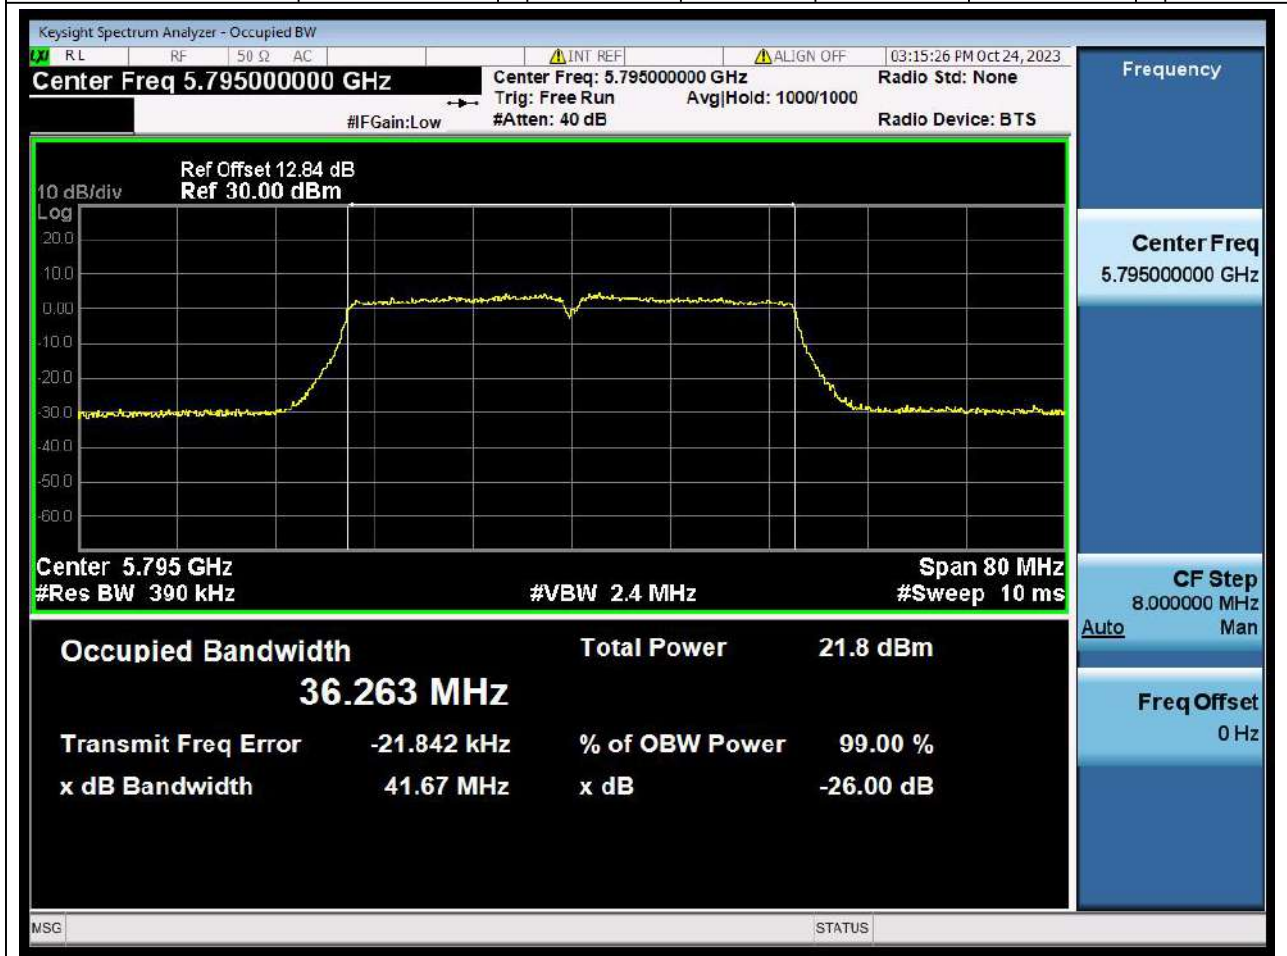 Keysight Spectrum Analyzer - Occupied BW
LXI RL RF 50 Ω AC INT REF ALIGN OFF 03:15:26 PM Oct 24, 2023
Center Freq 5.795000000 GHz
Center Freq: 5.795000000 GHz
Radio Std: None
Trig: Free Run Avg|Hold: 1000/1000
#IFGain:Low #Atten: 40 dB Radio Device: BTS
Ref Offset 12.84 dB
10 dB/div Ref 30.00 dBm
Log
20.0
10.0
0.00
-10.0
-20.0
-30.0
-40.0
-50.0
-60.0
Center 5.795 GHz Span 80 MHz
#Res BW 390 kHz #VBW 2.4 MHz #Sweep 10 ms
Occupied Bandwidth Total Power 21.8 dBm
36.263 MHz
Transmit Freq Error -21.842 kHz % of OBW Power 99.00 %
x dB Bandwidth 41.67 MHz x dB -26.00 dB
MSG STATUS
Frequency
Center Freq
5.795000000 GHz
CF Step
8.000000 MHz
Auto Man
Freq Offset
0 Hz